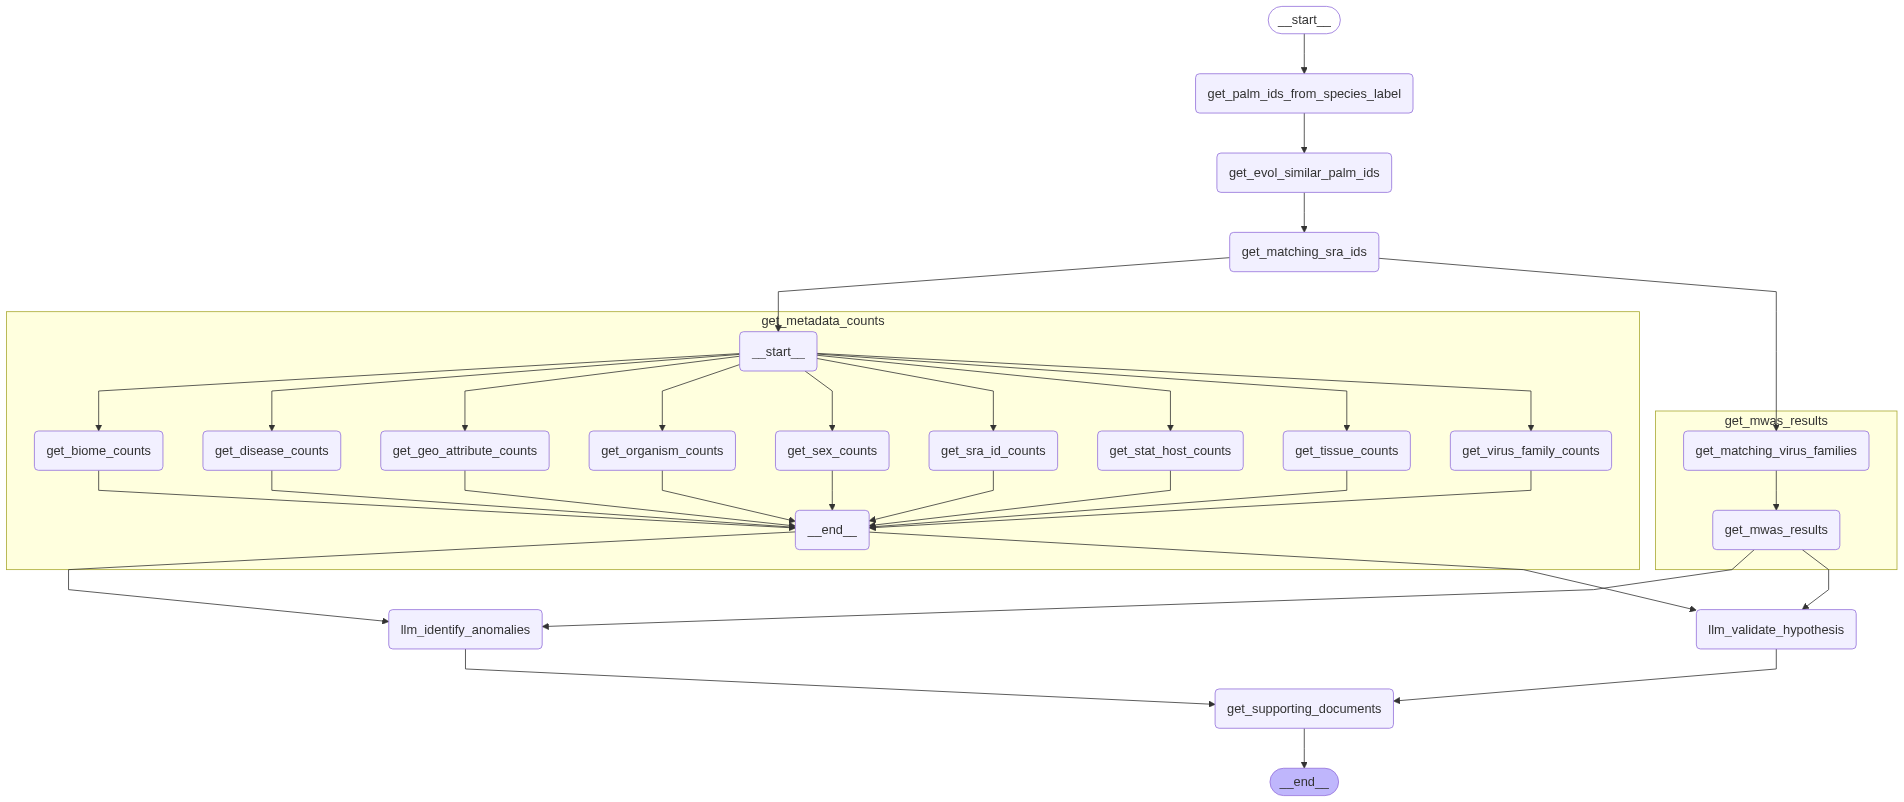 __start__
get_palm_ids_from_species_label
get_evol_similar_palm_ids
get_matching_sra_ids
get_metadata_counts
__start__
get_biome_counts
get_disease_counts
get_geo_attribute_counts
get_organism_counts
get_sex_counts
get_sra_id_counts
get_stat_host_counts
get_tissue_counts
get_virus_family_counts
__end__
get_mwas_results
get_matching_virus_families
get_mwas_results
llm_identify_anomalies
llm_validate_hypothesis
get_supporting_documents
__end__